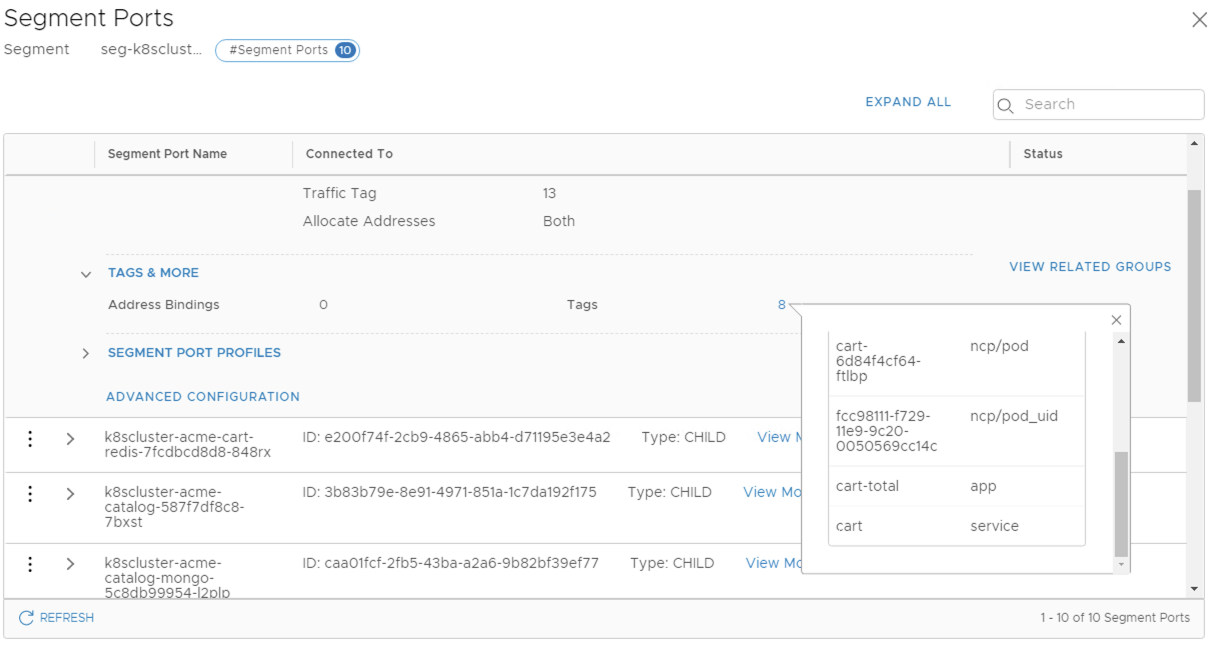 Segment Ports
Segment seg-k8sclust... #Segment Ports 10
EXPAND ALL Search
Segment Port Name Connected To Status
Traffic Tag 13
Allocate Addresses Both
TAGS & MORE VIEW RELATED GROUPS
Address Bindings 0 Tags 8
SEGMENT PORT PROFILES
ADVANCED CONFIGURATION
cart- ncp/pod
6d84f4cf64-
ftlbp
fcc98111-f729- ncp/pod_uid
11e9-9c20-
0050569cc14c
cart-total app
cart service
k8scluster-acme-cart- ID: e200f74f-2cb9-4865-abb4-d71195e3e4a2 Type: CHILD View M
redis-7fcdbcd8d8-848rx
k8scluster-acme- ID: 3b83b79e-8e91-4971-851a-1c7da192f175 Type: CHILD View Mo
catalog-587f7df8c8-
7bxst
k8scluster-acme- ID: caa01fcf-2fb5-43ba-a2a6-9b82bf39ef77 Type: CHILD View Mo
catalog-mongo-
5c8db99954-l2plp
REFRESH 1 - 10 of 10 Segment Ports